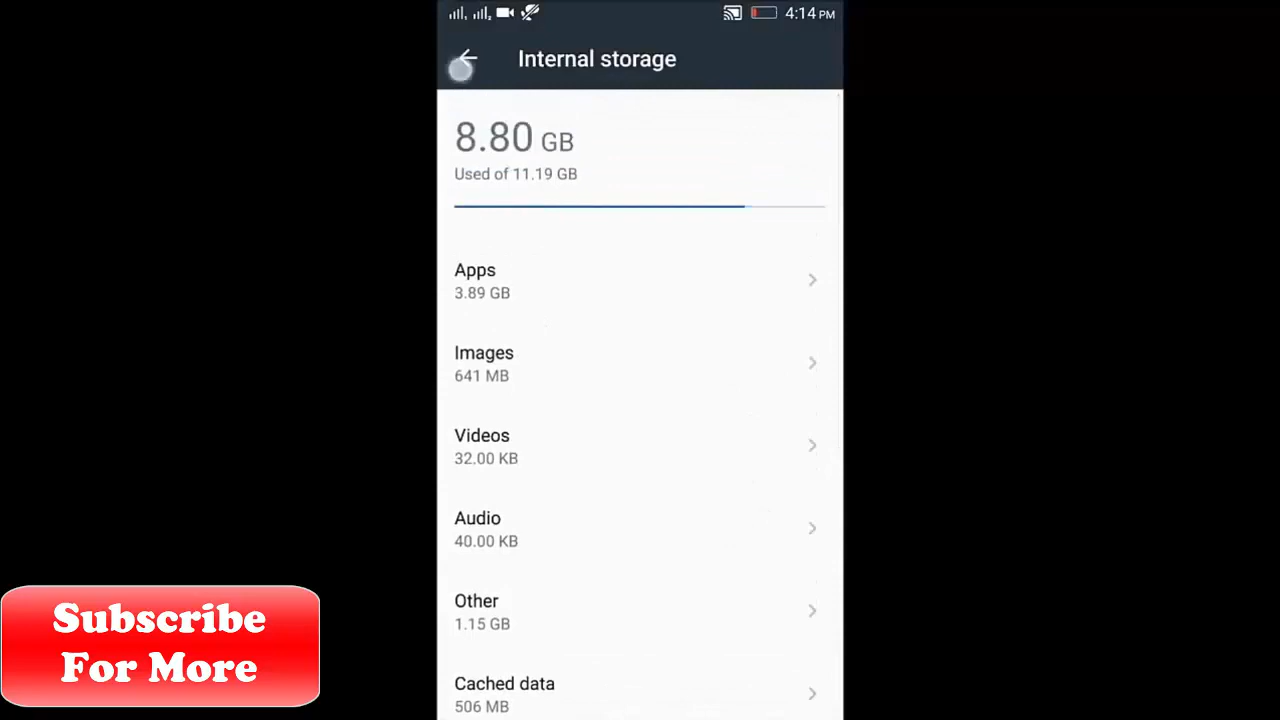 4:14 PM
Internal storage
8.80 GB
Used of 11.19 GB
Apps
3.89 GB
Images
641 MB
Videos
32.00 KB
Audio
40.00 KB
Other
1.15 GB
Cached data
506 MB
Subscribe
For More